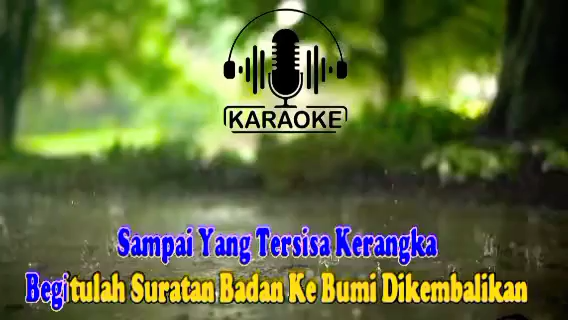 KARAOKE
Sampai Yang Tersisa Kerangka
Begitulah Suratan Badan Ke Bumi Dikembalikan